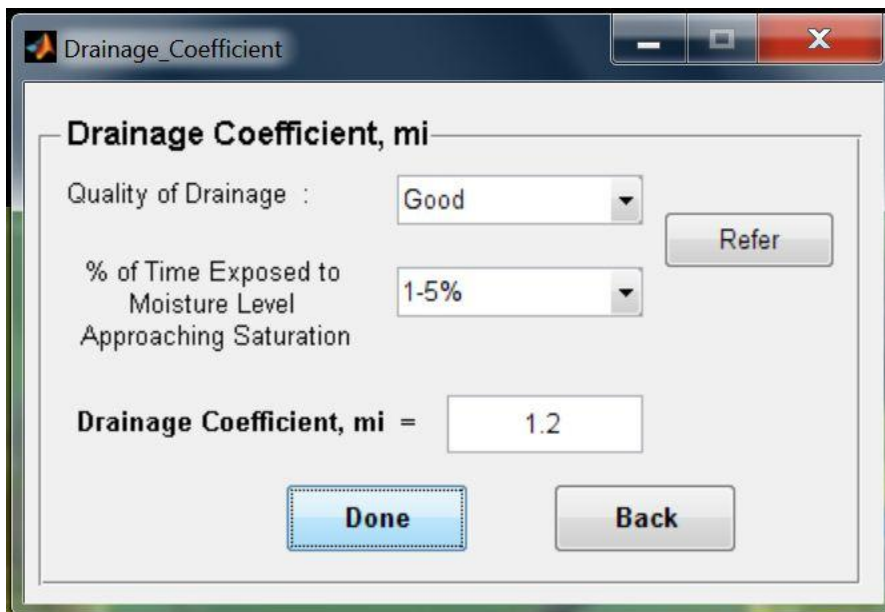 Drainage_Coefficient
Drainage Coefficient, mi
Quality of Drainage :
Good
Refer
% of Time Exposed to
Moisture Level
Approaching Saturation
1-5%
Drainage Coefficient, mi =
1.2
Done
Back